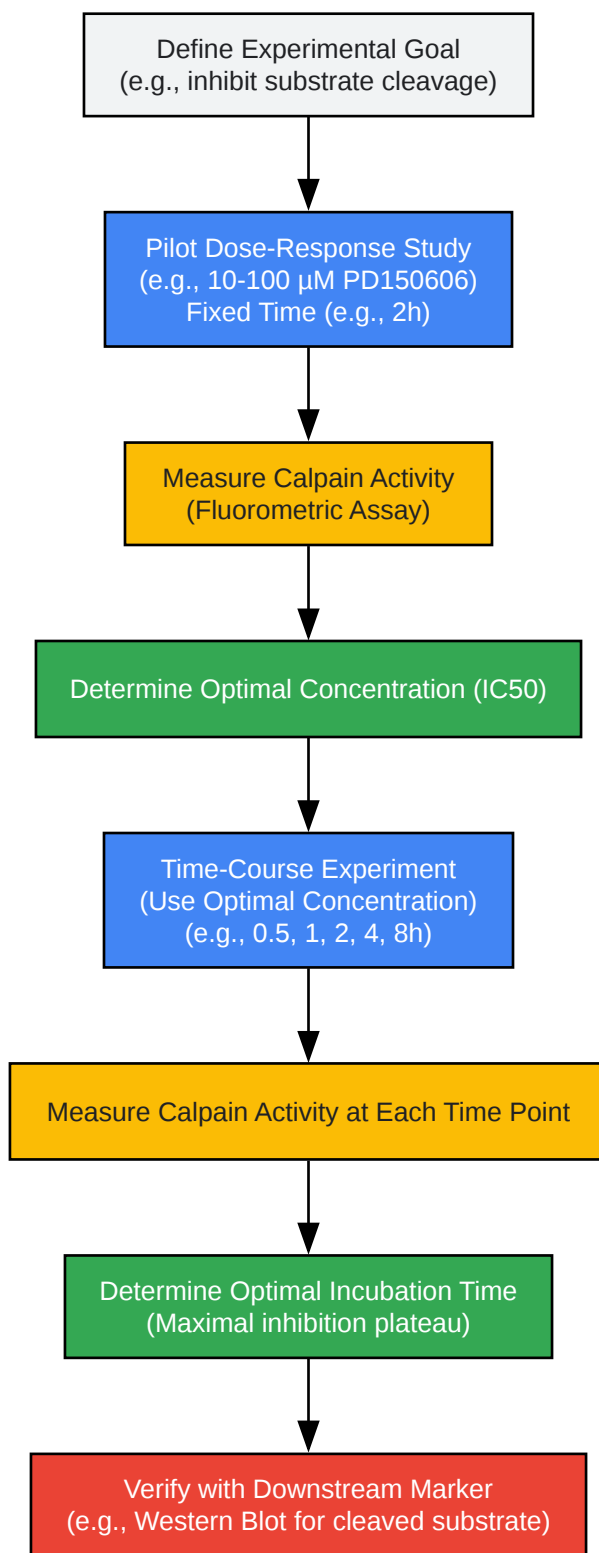 Define Experimental Goal
(e.g., inhibit substrate cleavage)
Pilot Dose-Response Study
(e.g., 10-100 µM PD150606)
Fixed Time (e.g., 2h)
Measure Calpain Activity
(Fluorometric Assay)
Determine Optimal Concentration (IC50)
Time-Course Experiment
(Use Optimal Concentration)
(e.g., 0.5, 1, 2, 4, 8h)
Measure Calpain Activity at Each Time Point
Determine Optimal Incubation Time
(Maximal inhibition plateau)
Verify with Downstream Marker
(e.g., Western Blot for cleaved substrate)